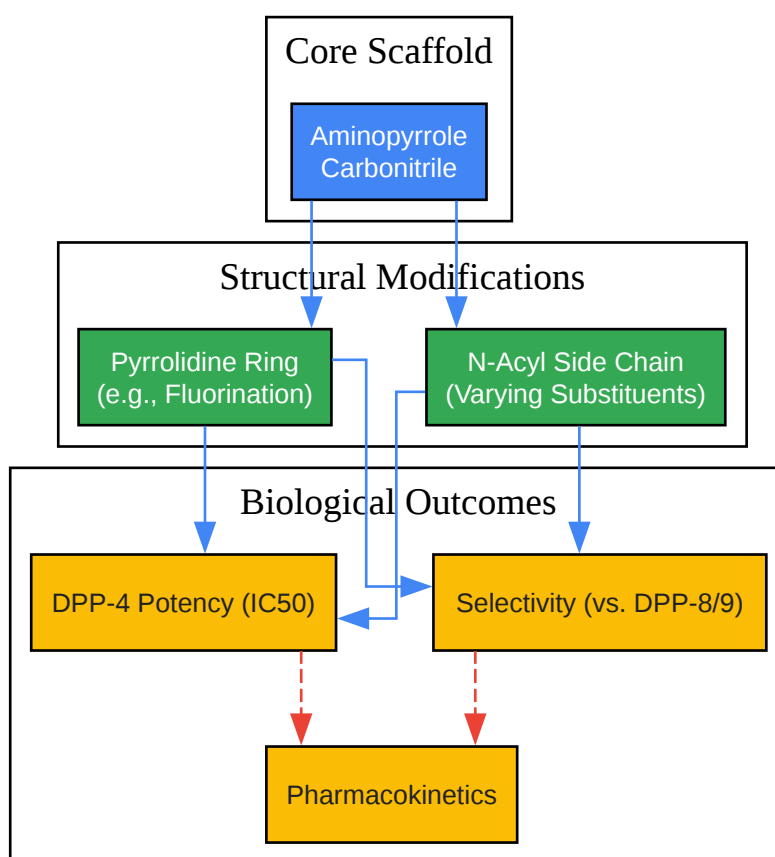 Core Scaffold
Aminopyrrole
Carbonitrile
Structural Modifications
Pyrrolidine Ring
(e.g., Fluorination)
N-Acyl Side Chain
(Varying Substituents)
Biological Outcomes
DPP-4 Potency (IC50)
Selectivity (vs. DPP-8/9)
Pharmacokinetics